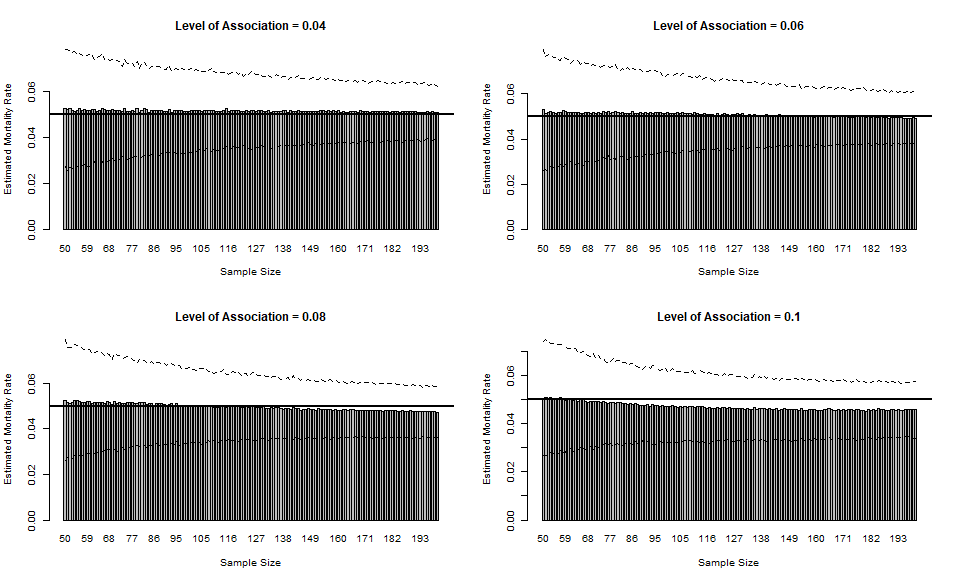 Level of Association = 0.04
Estimated Mortality Rate
0.00 0.02 0.04 0.06
50 59 68 77 86 95 105 116 127 138 149 160 171 182 193
Sample Size
Level of Association = 0.06
Estimated Mortality Rate
0.00 0.02 0.04 0.06
50 59 68 77 86 95 105 116 127 138 149 160 171 182 193
Sample Size
Level of Association = 0.08
Estimated Mortality Rate
0.00 0.02 0.04 0.06
50 59 68 77 86 95 105 116 127 138 149 160 171 182 193
Sample Size
Level of Association = 0.1
Estimated Mortality Rate
0.00 0.02 0.04 0.06
50 59 68 77 86 95 105 116 127 138 149 160 171 182 193
Sample Size